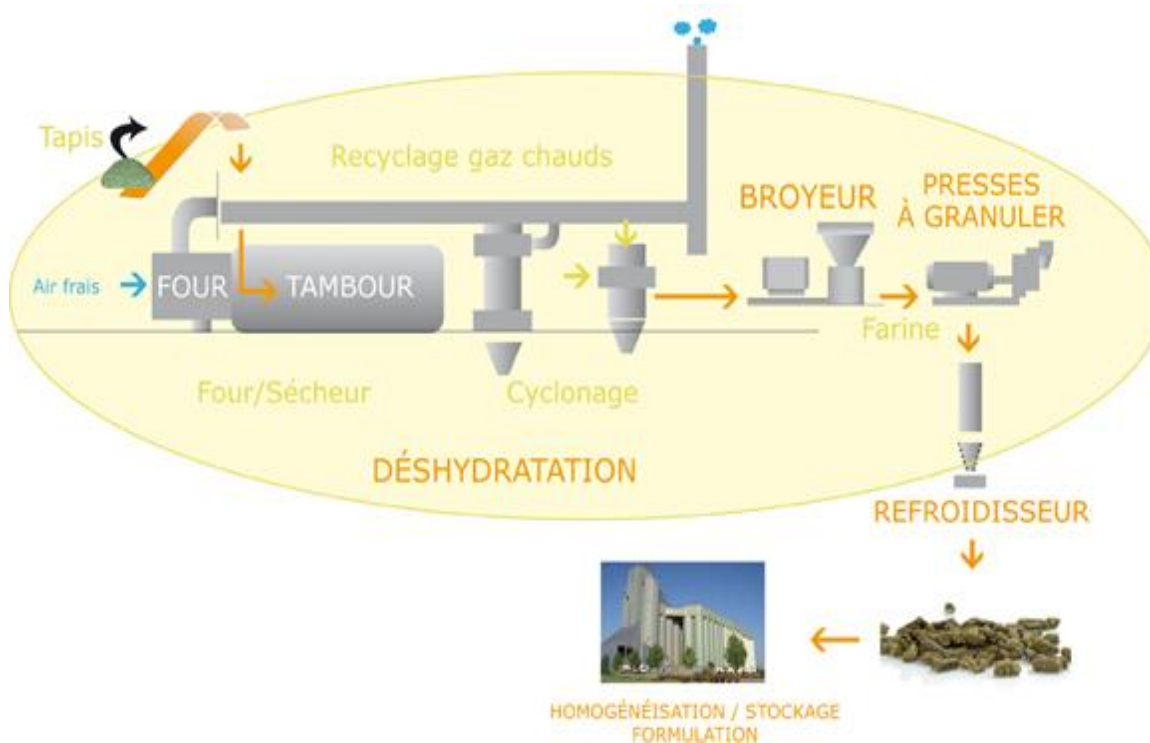 Tapis
Recyclage gaz chauds
BROYEUR
PRESSES
À GRANULER
Air frais
FOUR
TAMBOUR
Farine
Four/Sécheur
Cyclonage
DÉSHYDRATATION
REFROIDISSEUR
HOMOGÉNÉISATION / STOCKAGE
FORMULATION